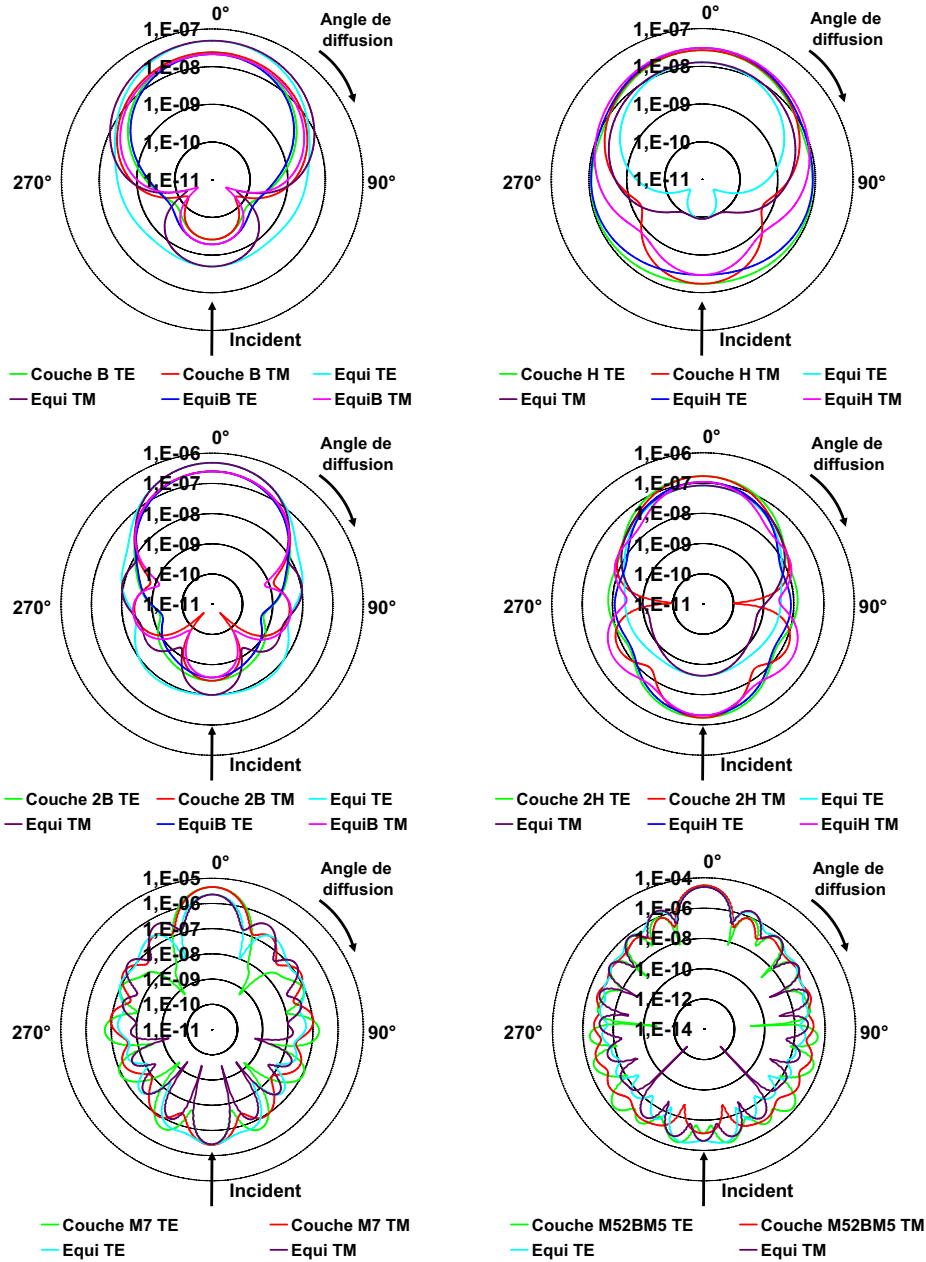 0°
Angle de
diffusion
1,E-07
1,E-08
1,E-09
1,E-10
1,E-11
270°
90°
Incident
Couche B TE
Couche B TM
Equi TE
Equi TM
EquiB TE
EquiB TM
0°
Angle de
diffusion
1,E-07
1,E-08
1,E-09
1,E-10
1,E-11
270°
90°
Incident
Couche H TE
Couche H TM
Equi TE
Equi TM
EquiH TE
EquiH TM
0°
Angle de
diffusion
1,E-06
1,E-07
1,E-08
1,E-09
1,E-10
1,E-11
270°
90°
Incident
Couche 2B TE
Couche 2B TM
Equi TE
Equi TM
EquiB TE
EquiB TM
0°
Angle de
diffusion
1,E-06
1,E-07
1,E-08
1,E-09
1,E-10
1,E-11
270°
90°
Incident
Couche 2H TE
Couche 2H TM
Equi TE
Equi TM
EquiH TE
EquiH TM
0°
Angle de
diffusion
1,E-05
1,E-06
1,E-07
1,E-08
1,E-09
1,E-10
1,E-11
270°
90°
Incident
Couche M7 TE
Couche M7 TM
Equi TE
Equi TM
0°
Angle de
diffusion
1,E-04
1,E-06
1,E-08
1,E-10
1,E-12
1,E-14
270°
90°
Incident
Couche M52BM5 TE
Couche M52BM5 TM
Equi TE
Equi TM